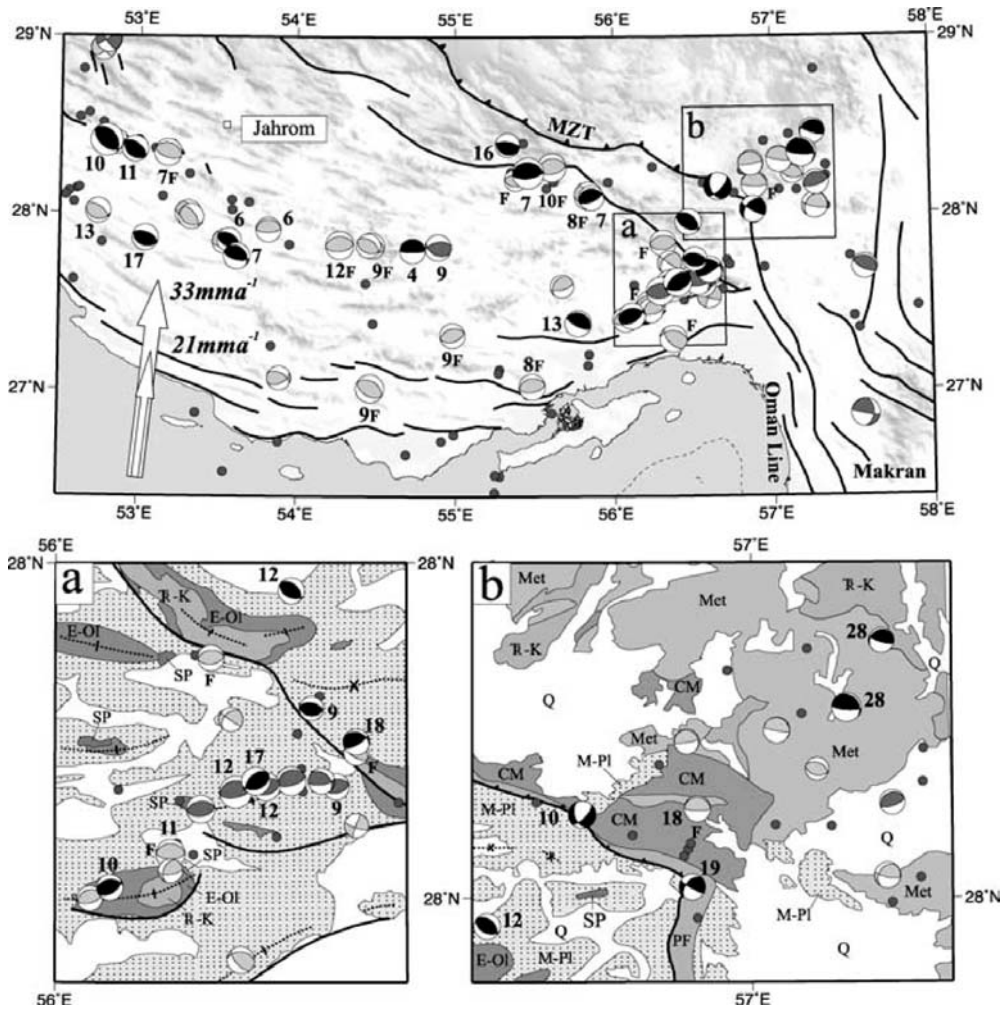 53°E 54°E 55°E 56°E 57°E 58°E
29°N 29°N
b
Jahrom
MZT
16
10 11 7F
F 7 10F
F
8F 7
28°N 28°N
a
13 6 6
17 7
12F 9F 4 9
F
33mma⁻¹
13
F
F
21mma⁻¹
9F
8F
27°N 27°N
9F
Oman Line
Makran
53°E 54°E 55°E 56°E 57°E 58°E
56°E
28°N
a
12
Ŧ-K
E-Ol
SP
F
SP
9
18
F
17
12
12
9
SP
11
F
SP
10
E-Ol
Ŧ-K
56°E
57°E
28°N
b
Met
Met
Ŧ-K
Ŧ-K
28
Q
CM
Q
28
Met
M-Pl
Met
CM
CM
M-Pl
10
CM
18
F
Q
19
28°N 28°N
Met
M-Pl
12
SP
Q
PF
Q
E-Ol
M-Pl
57°E